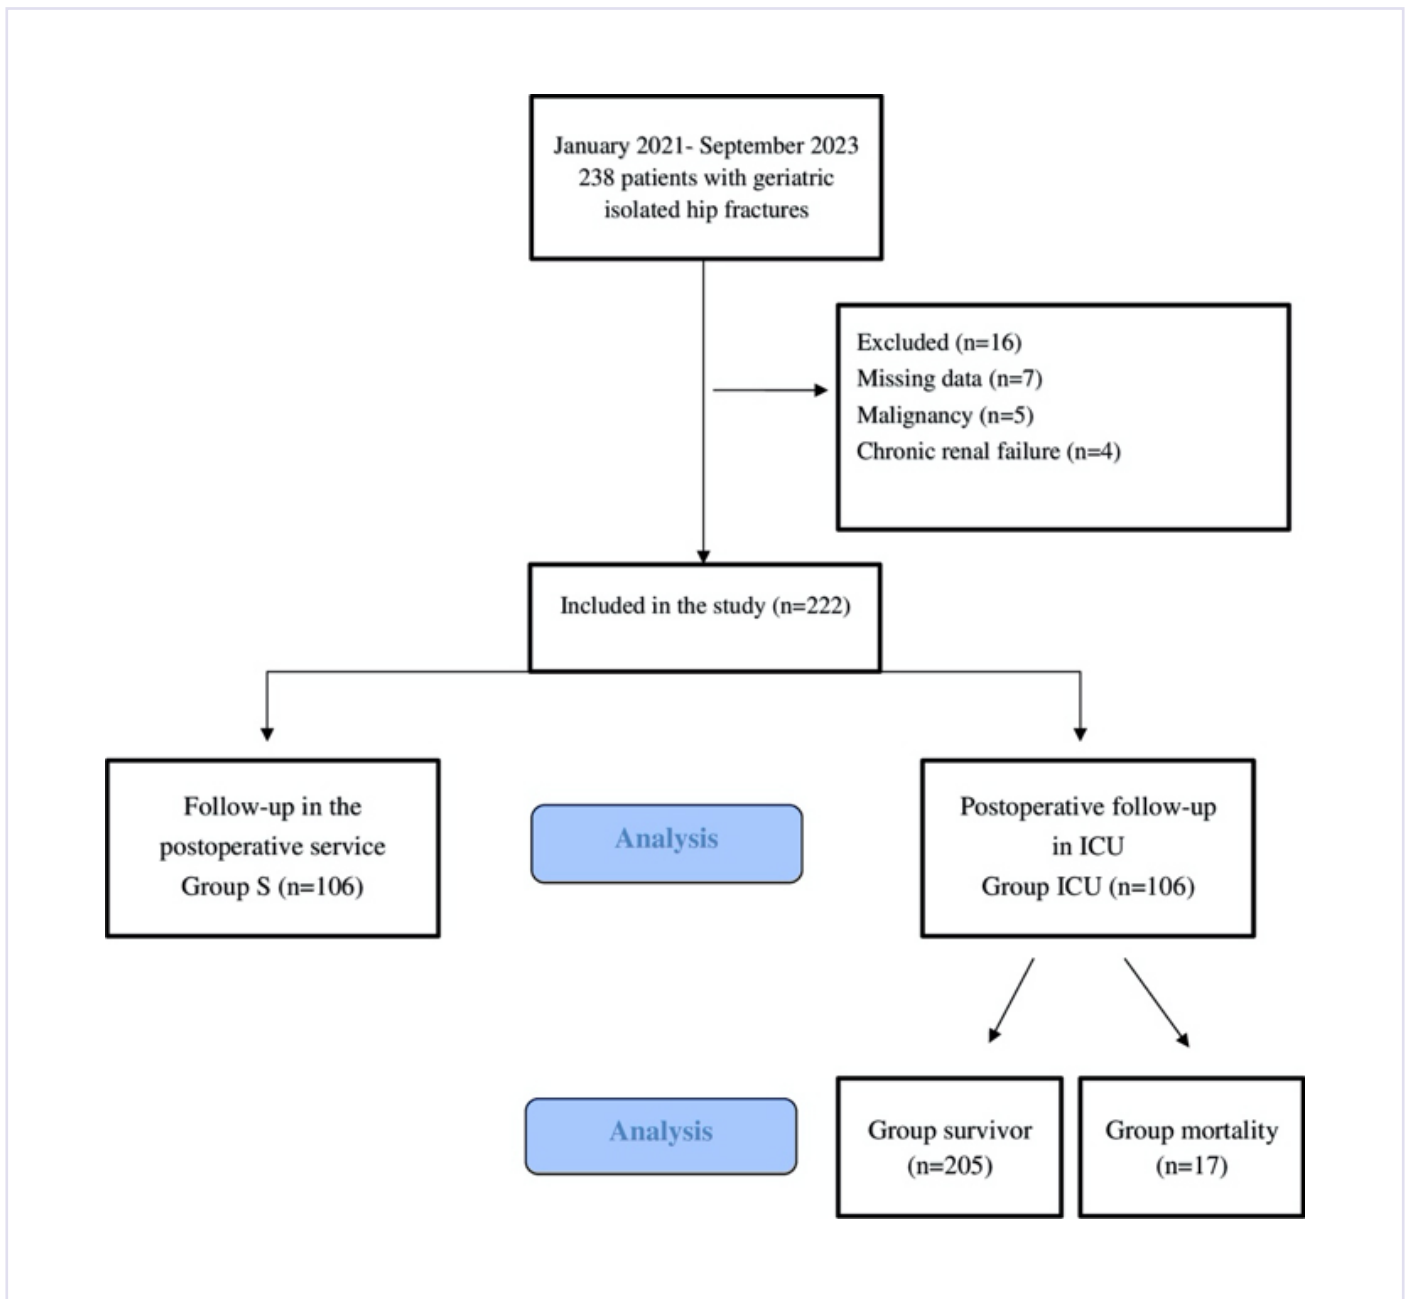 January 2021- September 2023
238 patients with geriatric
isolated hip fractures
Excluded (n=16)
Missing data (n=7)
Malignancy (n=5)
Chronic renal failure (n=4)
Included in the study (n=222)
Follow-up in the
postoperative service
Group S (n=106)
Analysis
Postoperative follow-up
in ICU
Group ICU (n=106)
Analysis
Group survivor
(n=205)
Group mortality
(n=17)